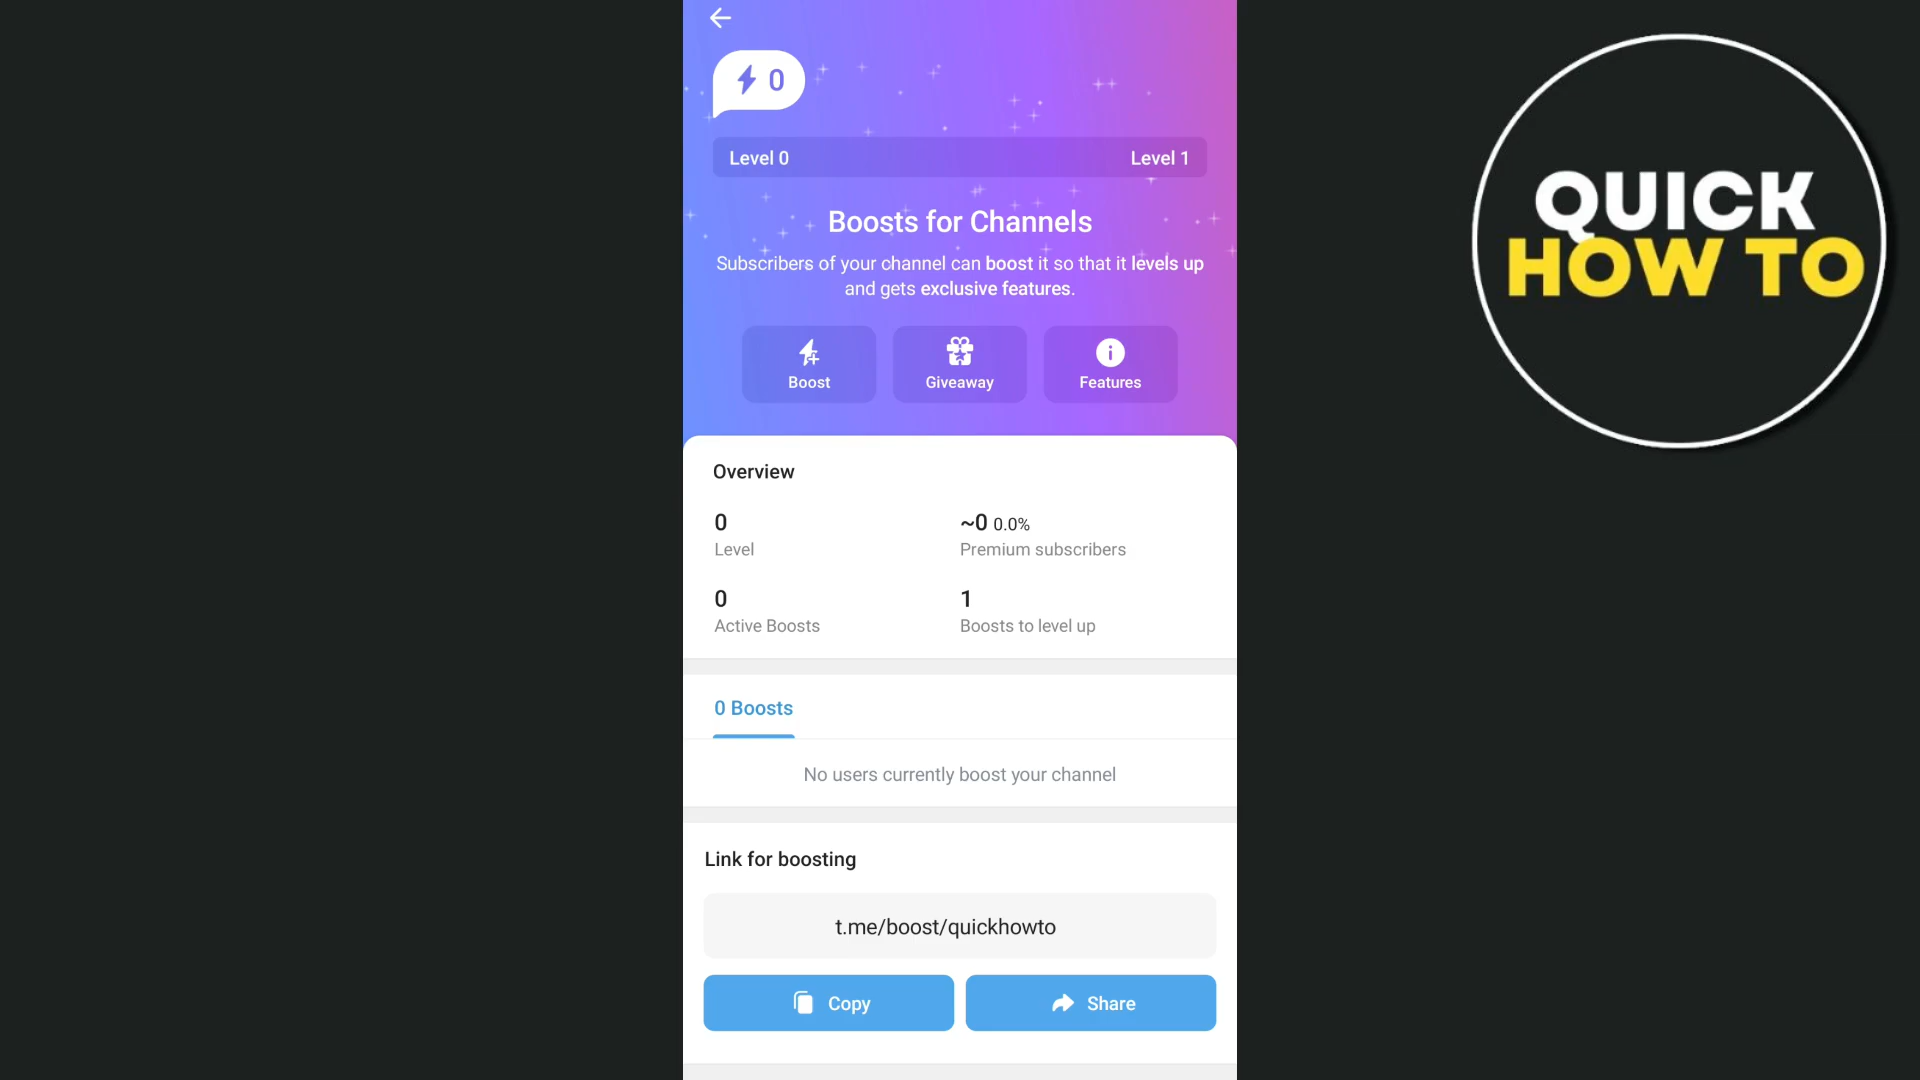 0
Level 0 Level 1
Boosts for Channels
Subscribers of your channel can boost it so that it levels up
and gets exclusive features.
Boost Giveaway Features
Overview
0 ~0 0.0%
Level Premium subscribers
0 1
Active Boosts Boosts to level up
0 Boosts
No users currently boost your channel
Link for boosting
t.me/boost/quickhowto
Copy Share
QUICK
HOW TO